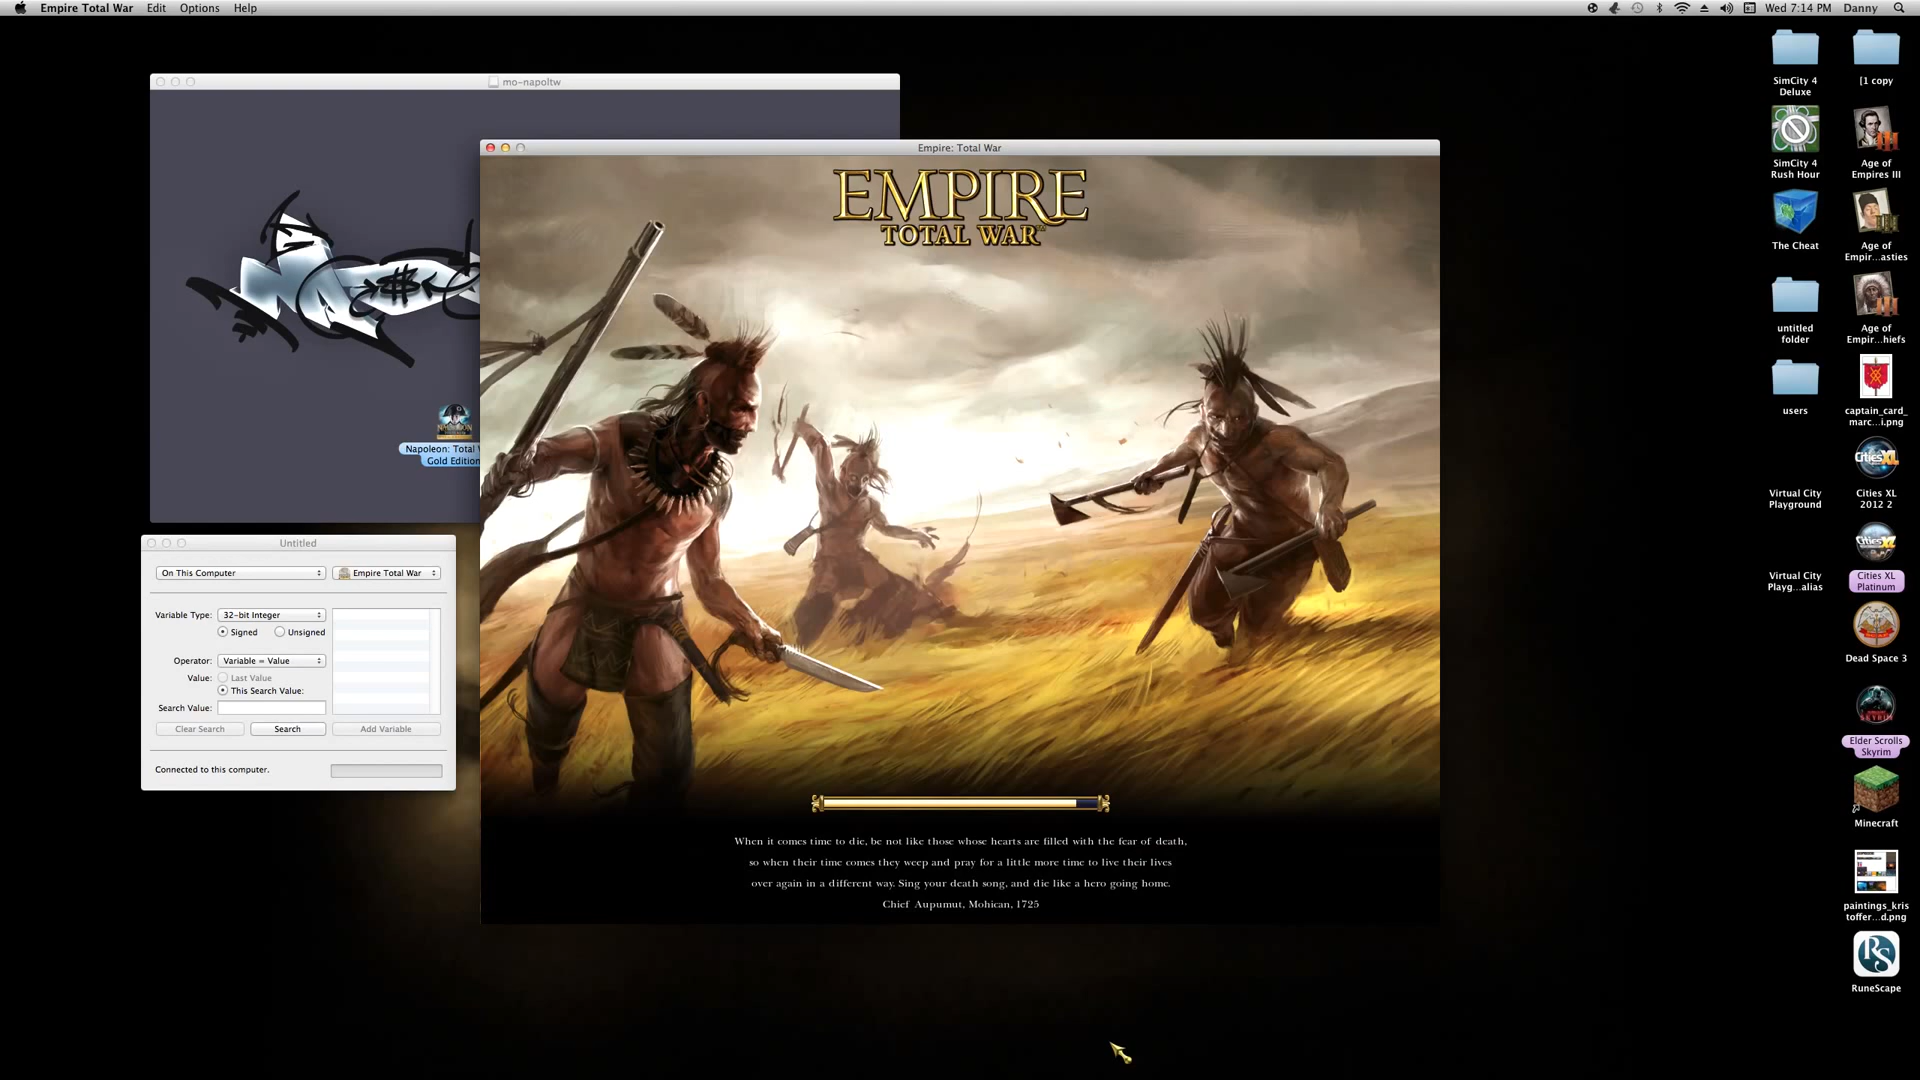 Empire Total War Edit Options Help
Wed 7:14 PM Danny
mo-napoltw
Napoleon: Total
Gold Edition
Empire: Total War
EMPIRE
TOTAL WAR
When it comes time to die, be not like those whose hearts are filled with the fear of death,
so when their time comes they weep and pray for a little more time to live their lives
over again in a different way. Sing your death song, and die like a hero going home.
Chief Aupumut, Mohican, 1725
Untitled
On This Computer Empire Total War
Variable Type: 32-bit Integer
Signed Unsigned
Operator: Variable = Value
Value: Last Value
This Search Value:
Search Value:
Clear Search Search Add Variable
Connected to this computer.
SimCity 4
Deluxe
SimCity 4
Rush Hour
The Cheat
untitled
folder
users
Virtual City
Playground
Virtual City
Playg...alias
[1 copy
Age of
Empires III
Age of
Empir...asties
Age of
Empir...hiefs
captain_card_
marc...i.png
Cities XL
Cities XL
2012 2
Cities XL
Cities XL
Platinum
Dead Space 3
SKYRIM
Elder Scrolls
Skyrim
Minecraft
paintings_kris
toffer...d.png
RS
RuneScape